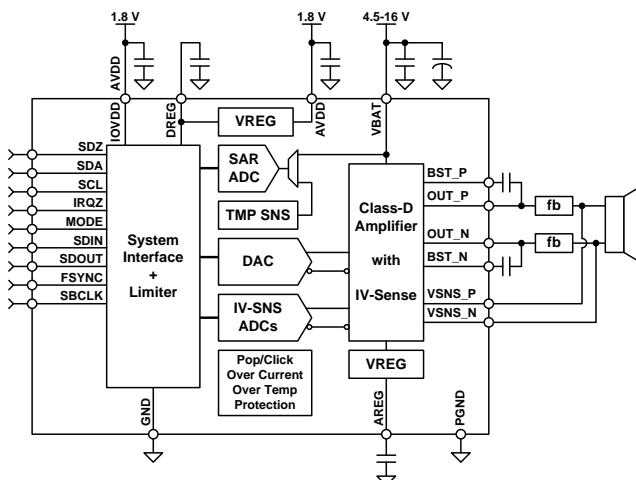 1.8 V
1.8 V
4.5-16 V
AVDD
IOVDD
DREG
AVDD
VBAT
VREG
SDZ
SDA
SCL
IRQZ
MODE
SDIN
SDOUT
FSYNC
SBCLK
System
Interface
+
Limiter
SAR
ADC
TMP SNS
DAC
IV-SNS
ADCs
Pop/Click
Over Current
Over Temp
Protection
Class-D
Amplifier
with
IV-Sense
VREG
BST_P
OUT_P
OUT_N
BST_N
VSNS_P
VSNS_N
fb
fb
GND
AREG
PGND